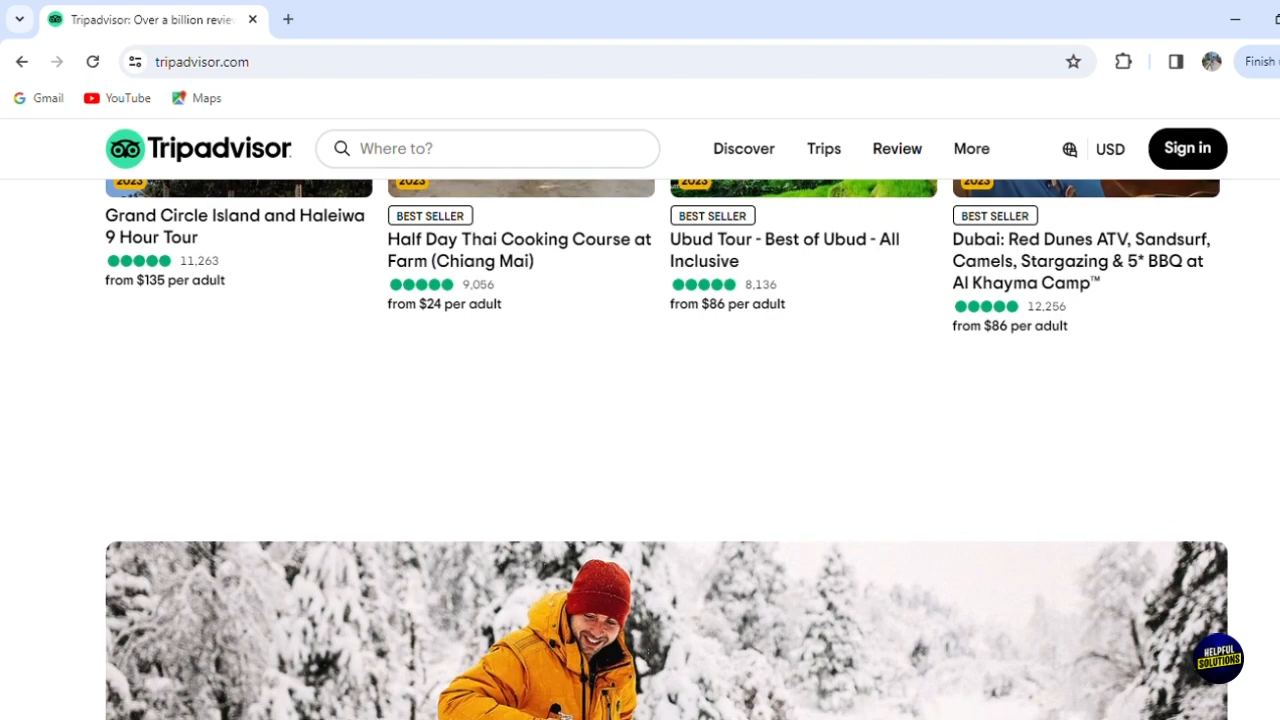 Tripadvisor: Over a billion revie
tripadvisor.com
Finish
Gmail YouTube Maps
Tripadvisor Where to? Discover Trips Review More USD Sign in
2023 2023 2023 2023
Grand Circle Island and Haleiwa
9 Hour Tour
11,263
from $135 per adult
BEST SELLER
Half Day Thai Cooking Course at
Farm (Chiang Mai)
9,056
from $24 per adult
BEST SELLER
Ubud Tour - Best of Ubud - All
Inclusive
8,136
from $86 per adult
BEST SELLER
Dubai: Red Dunes ATV, Sandsurf,
Camels, Stargazing & 5* BBQ at
Al Khayma Camp™
12,256
from $86 per adult
HELPFUL
SOLUTIONS